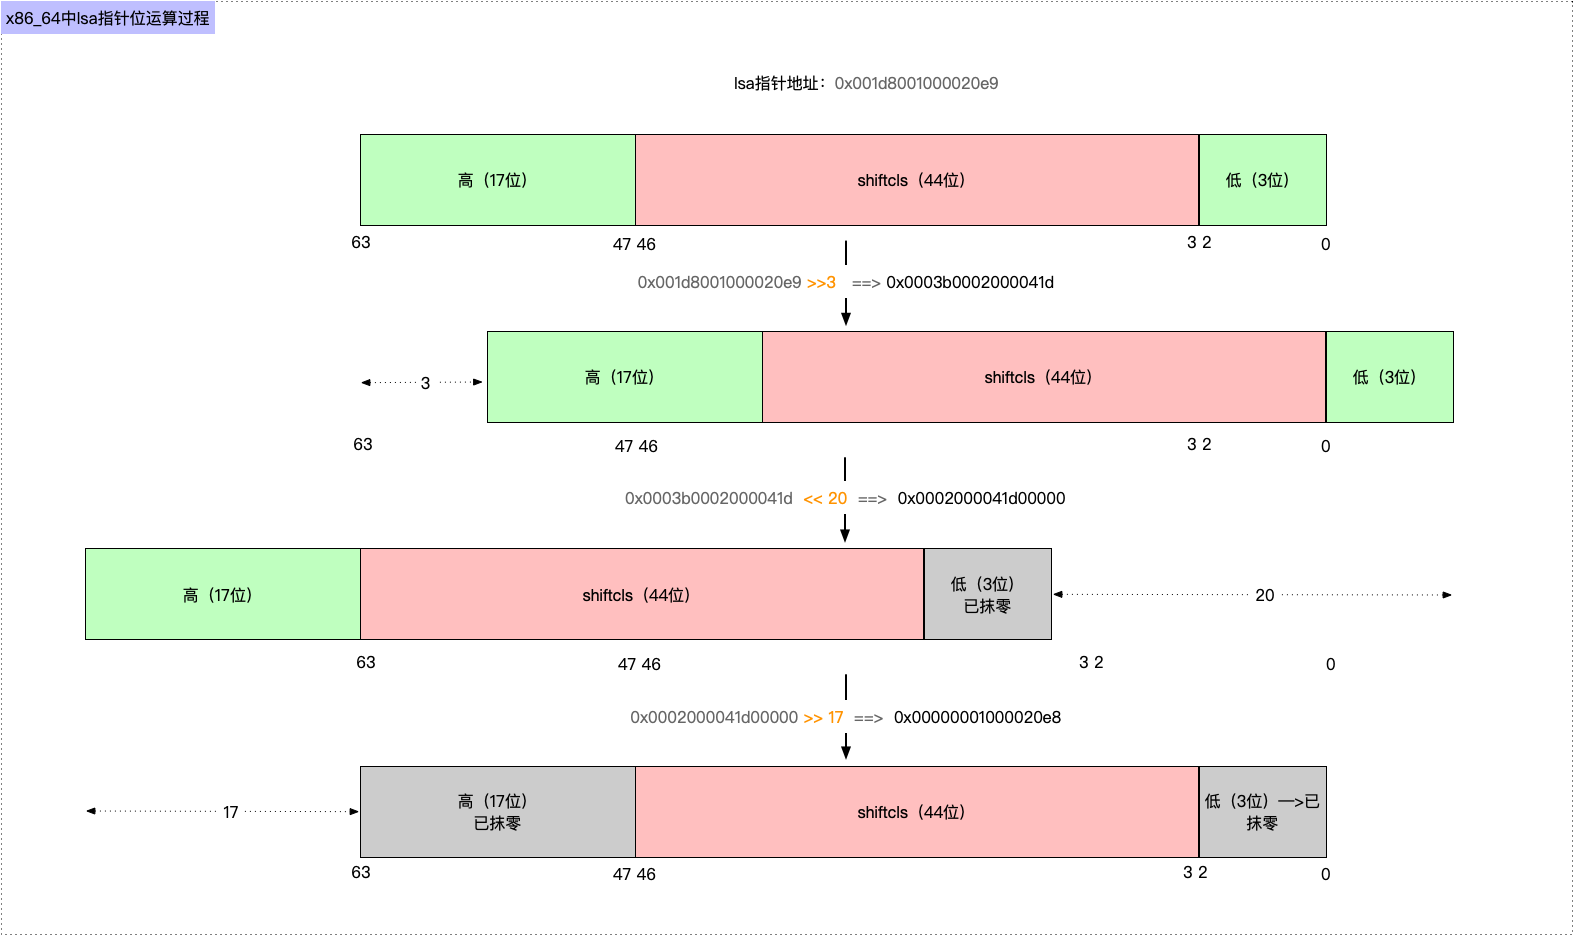 x86_64中Isa指针位运算过程
Isa指针地址：0x001d8001000020e9
高（17位） shiftcls（44位） 低（3位）
63 47 46 3 2 0
0x001d8001000020e9 >>3 ==> 0x0003b0002000041d
高（17位） shiftcls（44位） 低（3位）
3
63 47 46 3 2 0
0x0003b0002000041d << 20 ==> 0x0002000041d00000
高（17位） shiftcls（44位） 低（3位）
已抹零
20
63 47 46 3 2 0
0x0002000041d00000 >> 17 ==> 0x00000001000020e8
17
高（17位）
已抹零
shiftcls（44位）
低（3位）—>已
抹零
63 47 46 3 2 0